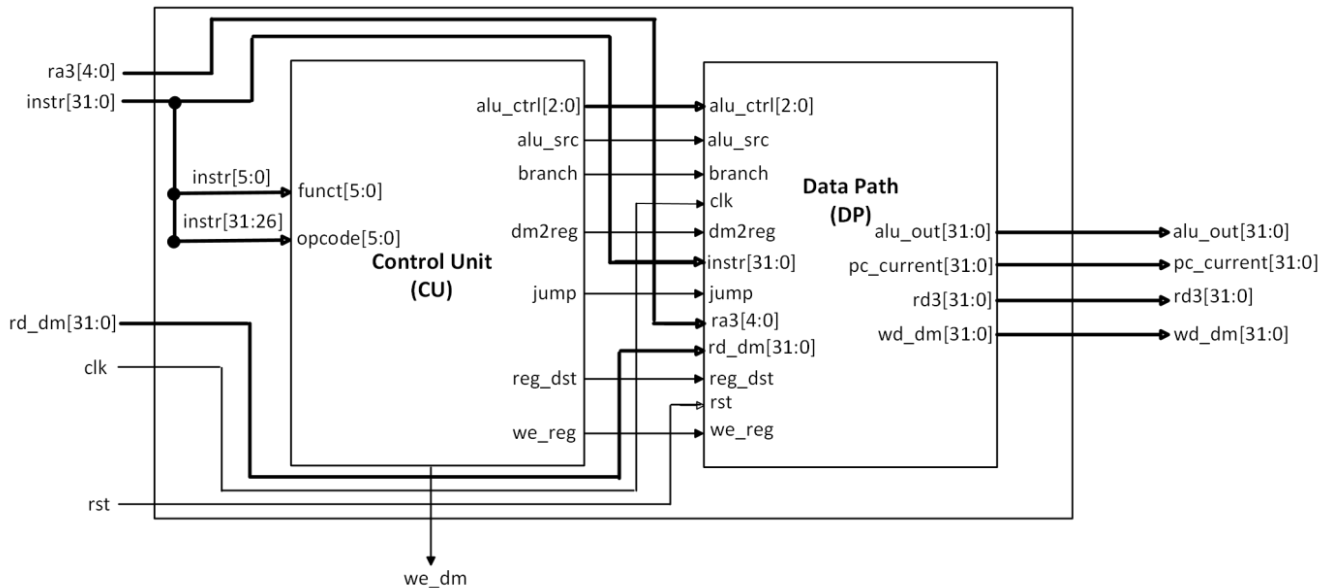 ra3[4:0]
instr[31:0]
instr[5:0]
instr[31:26]
rd_dm[31:0]
clk
rst
funct[5:0]
opcode[5:0]
Control Unit
(CU)
alu_ctrl[2:0]
alu_src
branch
dm2reg
jump
reg_dst
we_reg
we_dm
alu_ctrl[2:0]
alu_src
branch
clk
dm2reg
instr[31:0]
jump
ra3[4:0]
rd_dm[31:0]
reg_dst
rst
we_reg
Data Path
(DP)
alu_out[31:0]
pc_current[31:0]
rd3[31:0]
wd_dm[31:0]
alu_out[31:0]
pc_current[31:0]
rd3[31:0]
wd_dm[31:0]